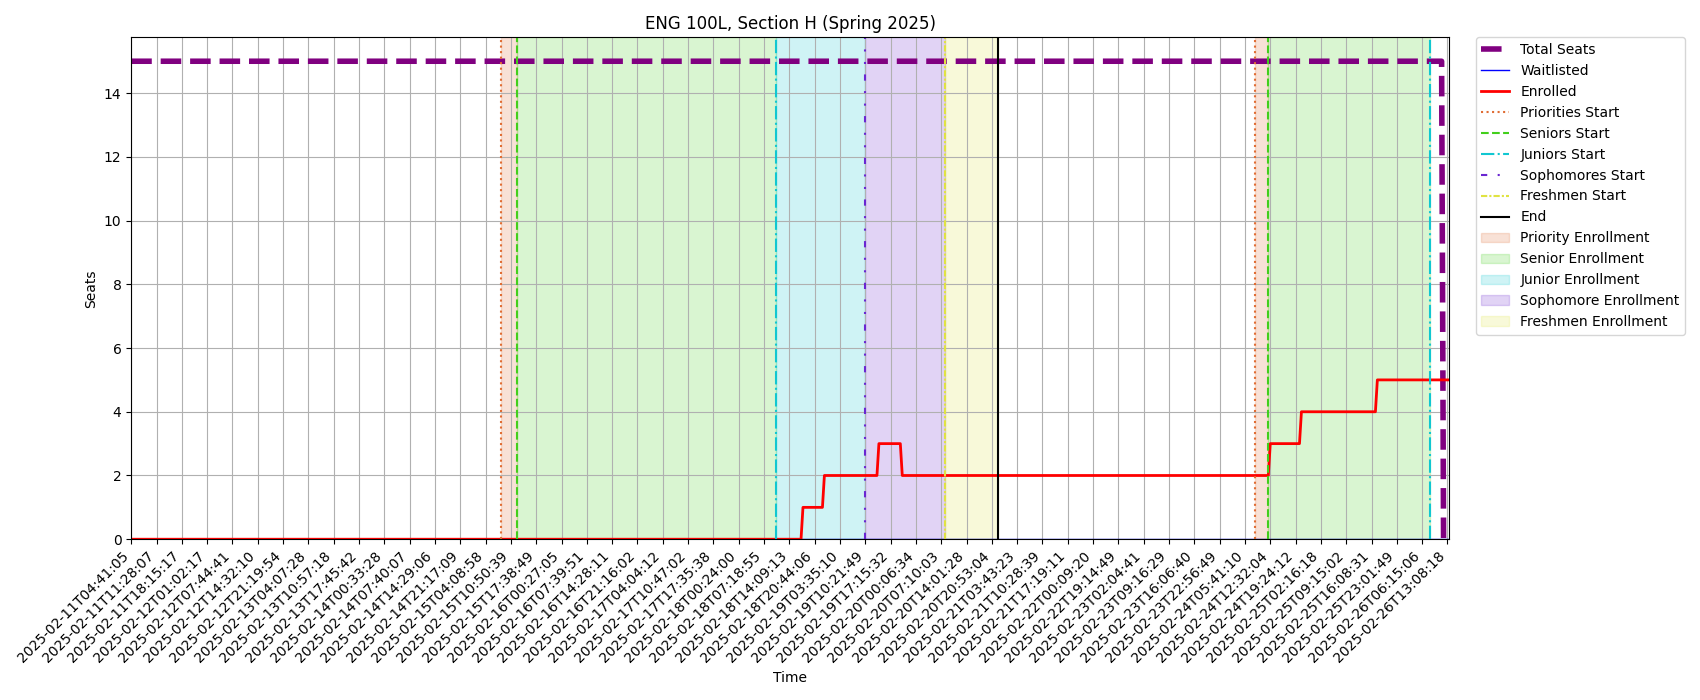 ENG 100L, Section H (Spring 2025)
Seats
14
12
10
8
6
4
2
0
2025-02-11T04:41:05
2025-02-11T11:28:07
2025-02-11T18:15:17
2025-02-12T01:02:17
2025-02-12T07:44:41
2025-02-12T14:32:10
2025-02-12T21:19:54
2025-02-13T04:07:28
2025-02-13T10:57:18
2025-02-13T17:45:42
2025-02-14T00:33:28
2025-02-14T07:40:07
2025-02-14T14:29:06
2025-02-14T21:17:09
2025-02-15T04:08:58
2025-02-15T10:50:39
2025-02-15T17:38:49
2025-02-16T00:27:05
2025-02-16T07:39:51
2025-02-16T14:28:11
2025-02-16T21:16:02
2025-02-17T04:04:12
2025-02-17T10:47:02
2025-02-17T17:35:38
2025-02-18T00:24:00
2025-02-18T07:18:55
2025-02-18T14:09:13
2025-02-18T20:44:06
2025-02-19T03:35:10
2025-02-19T10:21:49
2025-02-19T17:15:32
2025-02-20T00:06:34
2025-02-20T07:10:03
2025-02-20T14:01:28
2025-02-20T20:53:04
2025-02-21T03:43:23
2025-02-21T10:28:39
2025-02-21T17:19:11
2025-02-22T00:09:20
2025-02-22T19:14:49
2025-02-23T02:04:41
2025-02-23T09:16:29
2025-02-23T16:06:40
2025-02-23T22:56:49
2025-02-24T05:41:10
2025-02-24T12:32:04
2025-02-24T19:24:12
2025-02-25T02:16:18
2025-02-25T09:15:02
2025-02-25T16:08:31
2025-02-25T23:01:49
2025-02-26T06:15:06
2025-02-26T13:08:18
Time
Total Seats
Waitlisted
Enrolled
Priorities Start
Seniors Start
Juniors Start
Sophomores Start
Freshmen Start
End
Priority Enrollment
Senior Enrollment
Junior Enrollment
Sophomore Enrollment
Freshmen Enrollment